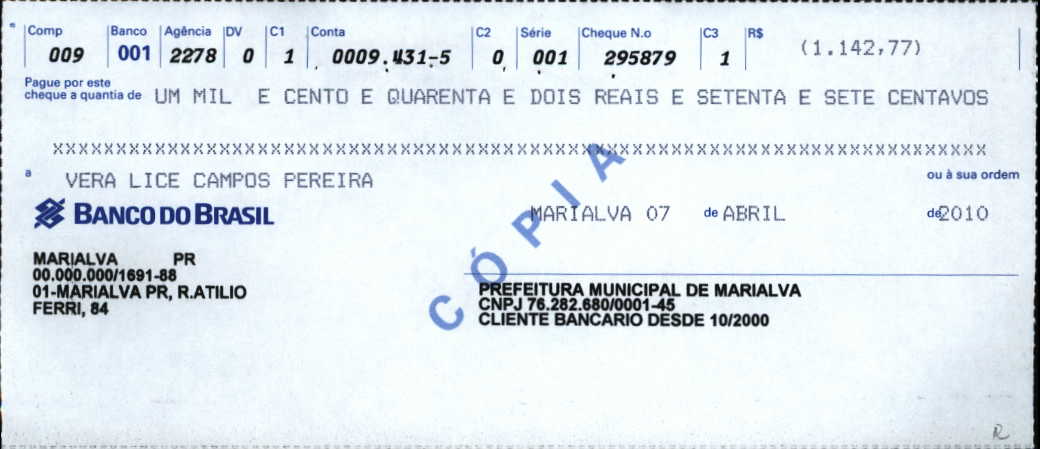 Comp Banco Agência DV C1 Conta C2 Série Cheque N.o C3 R$
009 001 2278 0 1 0009.431-5 0 001 295879 1 (1.142,77)
Pague por este
cheque a quantia de UM MIL E CENTO E QUARENTA E DOIS REAIS E SETENTA E SETE CENTAVOS
XXXXXXXXXXXXXXXXXXXXXXXXXXXXXXXXXXXXXXXXXXXXXXXXXXXXXXXXXXXXXXXXXXXXXXXXXX
a VERA LICE CAMPOS PEREIRA ou à sua ordem
BANCO DO BRASIL MARIALVA 07 de ABRIL de 2010
CÓPIA
MARIALVA PR
00.000.000/1691-88
01-MARIALVA PR, R.ATILIO
FERRI, 84
PREFEITURA MUNICIPAL DE MARIALVA
CNPJ 76.282.680/0001-45
CLIENTE BANCARIO DESDE 10/2000
R